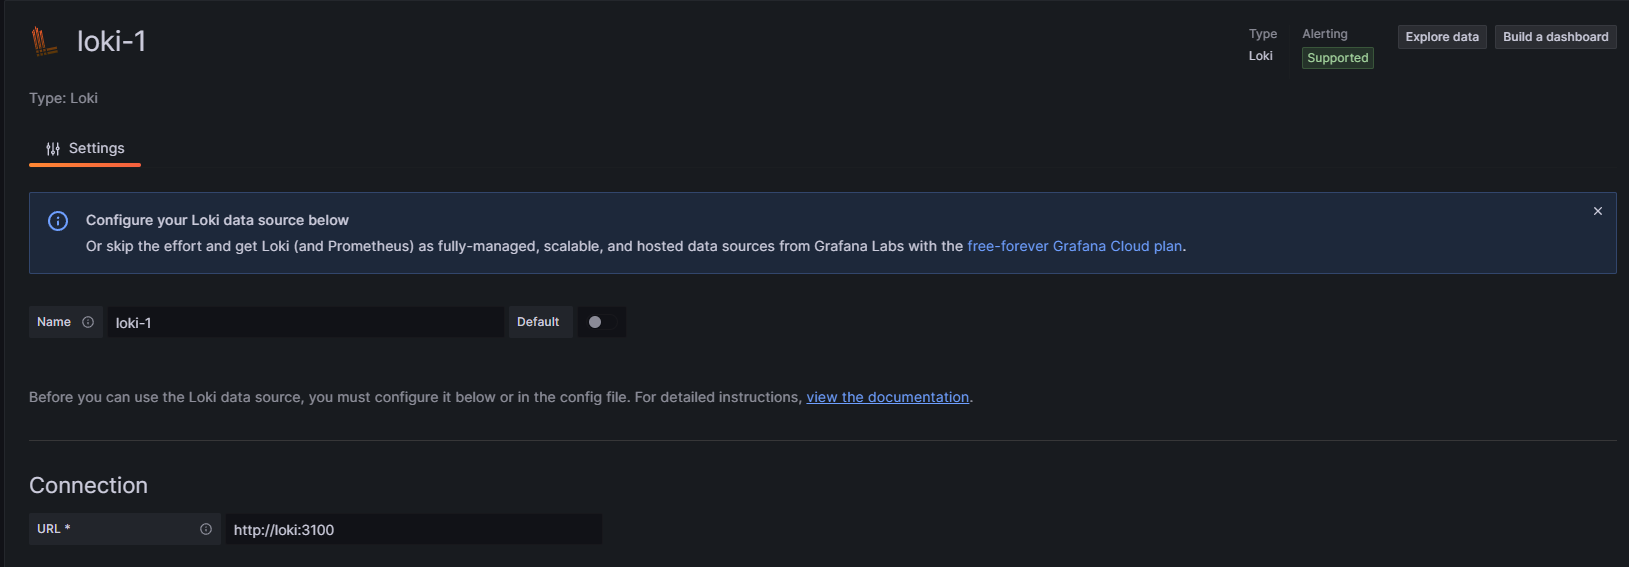 loki-1
Type Alerting
Loki Supported
Explore data Build a dashboard
Type: Loki
Settings
Configure your Loki data source below
Or skip the effort and get Loki (and Prometheus) as fully-managed, scalable, and hosted data sources from Grafana Labs with the free-forever Grafana Cloud plan.
Name loki-1 Default
Before you can use the Loki data source, you must configure it below or in the config file. For detailed instructions, view the documentation.
Connection
URL * http://loki:3100